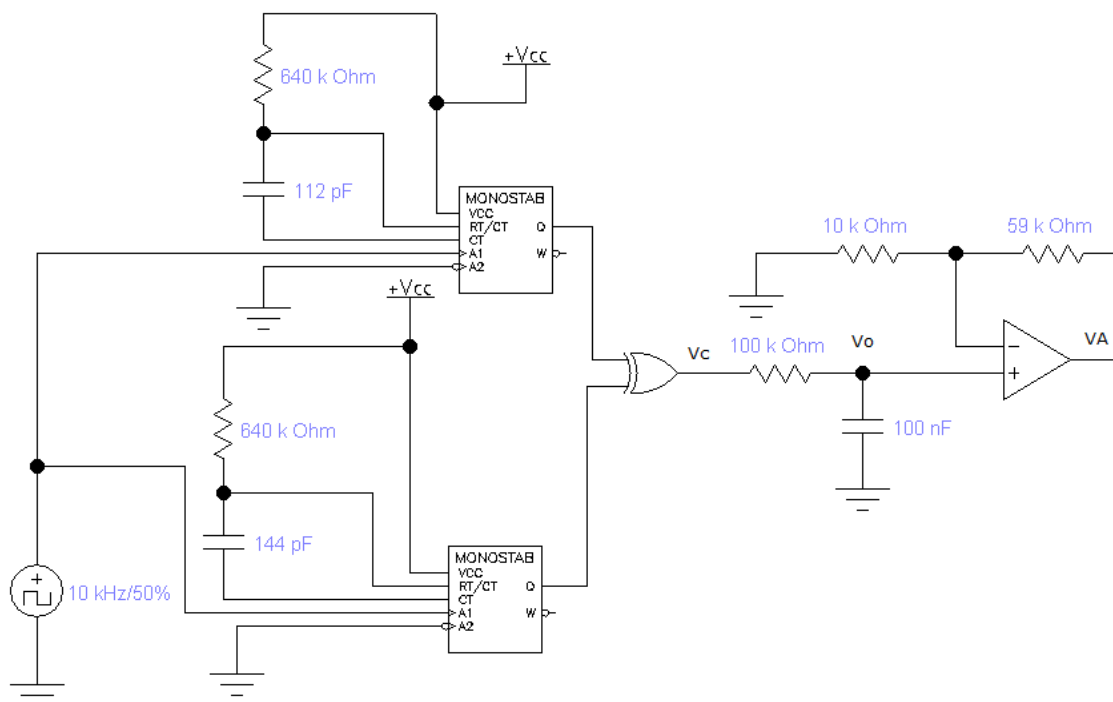 +Vcc
640 k Ohm
112 pF
MONOSTAB
VCC
RT/CT Q
CT
A1 W
A2
10 k Ohm
59 k Ohm
+Vcc
Vc
100 k Ohm
Vo
VA
−
+
640 k Ohm
100 nF
144 pF
MONOSTAB
VCC
RT/CT Q
CT
A1 W
A2
+
10 kHz/50%